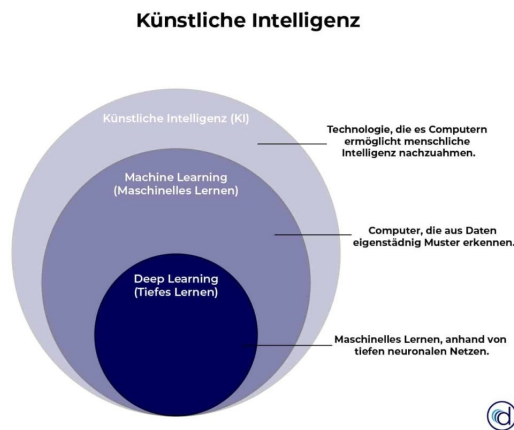 Künstliche Intelligenz
Künstliche Intelligenz (KI)
Technologie, die es Computern
ermöglicht menschliche
Intelligenz nachzuahmen.
Machine Learning
(Maschinelles Lernen)
Computer, die aus Daten
eigenstädnig Muster erkennen.
Deep Learning
(Tiefes Lernen)
Maschinelles Lernen, anhand von
tiefen neuronalen Netzen.
d